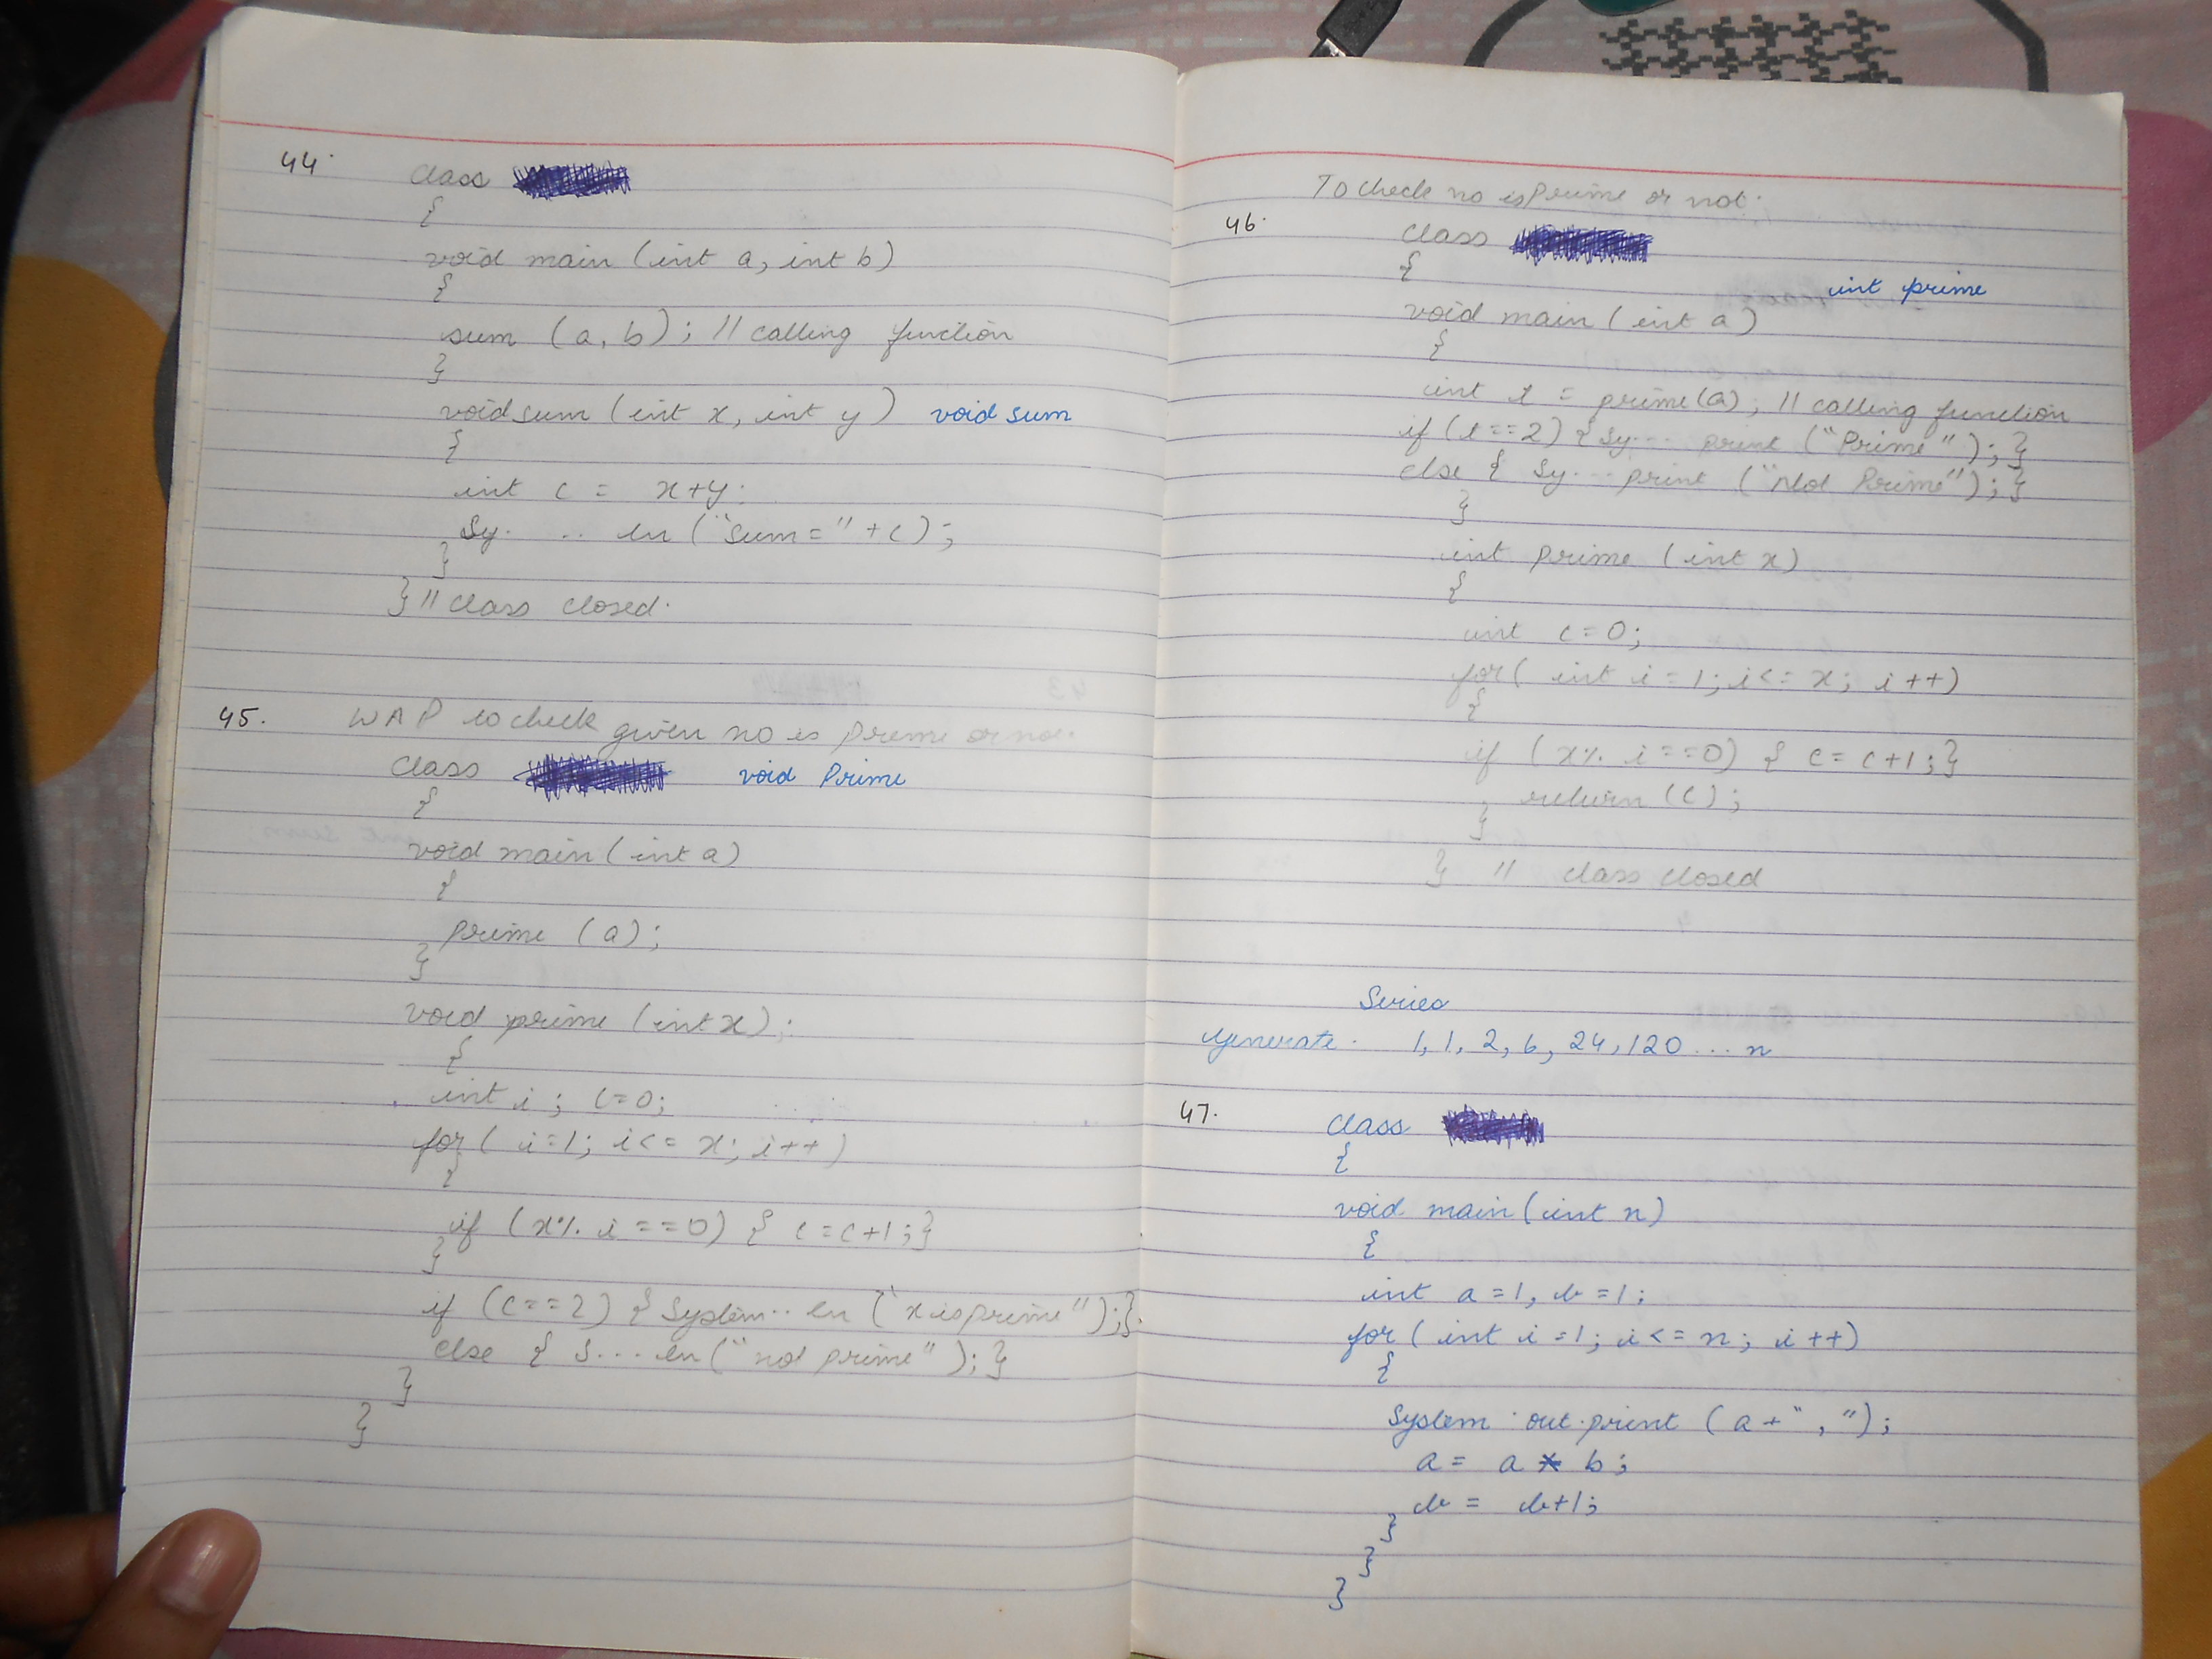 44.
class
{
void main (int a, int b)
{
sum (a, b); // calling function
}
void sum (int x, int y) void sum
{
int c = x+y;
Sy. .. ln ("Sum=" + c);
}
} // class closed.
45. WAP to check given no is prime or not.
class void Prime
{
void main (int a)
{
prime (a);
}
void prime (int x);
{
int i ; c=0;
for( i=1; i<= x; i++)
{
if (x% i ==0) { c=c+1;}
}
if (c==2) { System.. ln ("x is prime");}
else { S... ln("not prime"); }
}
}
To check no is prime or not.
46.
class
{
int prime
void main (int a)
{
int t = prime(a); // calling function
if (t==2) { Sy... print ("Prime"); }
else { Sy... print ("Not Prime"); }
}
int prime (int x)
{
int c=0;
for( int i=1; i<= x; i++)
{
if (x% i ==0) { c= c+1;}
return (c);
}
} // class closed
Series
Generate. 1, 1, 2, 6, 24, 120 ... n
47. class
{
void main (int n)
{
int a=1, b=1;
for( int i=1; i<= n; i++)
{
System.out.print (a+" , ");
a= a * b;
b= b+1;
}
}
}